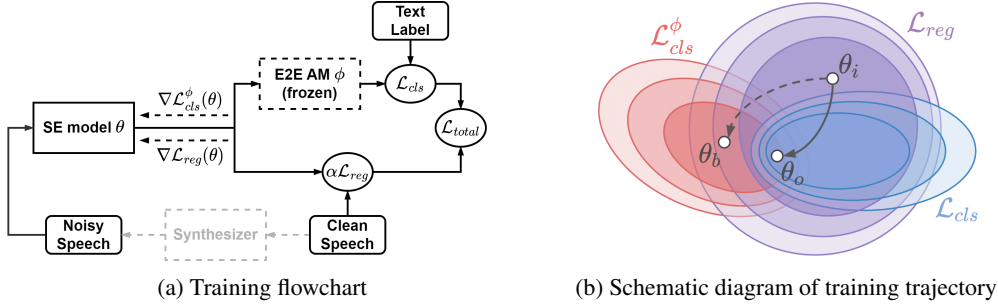 Text
Label
E2E AM ϕ
(frozen)
ℒ_cls
∇ℒ^ϕ_cls(θ)
SE model θ
ℒ_total
∇ℒ_reg(θ)
αℒ_reg
Noisy
Speech
Synthesizer
Clean
Speech
(a) Training flowchart
ℒ^ϕ_cls
ℒ_reg
θ_i
θ_b
θ_o
ℒ_cls
(b) Schematic diagram of training trajectory